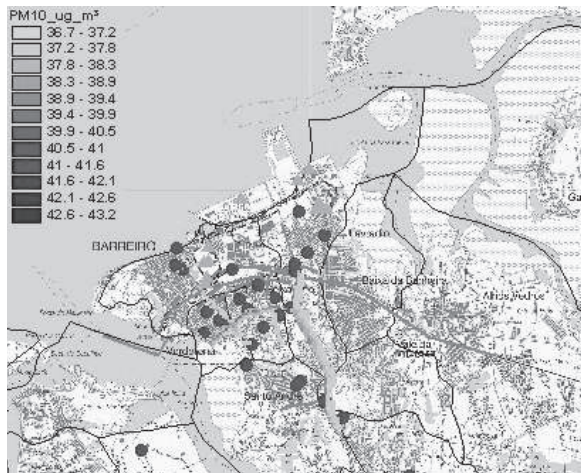 PM10_ug_m³
36.7 - 37.2
37.2 - 37.8
37.8 - 38.3
38.3 - 38.9
38.9 - 39.4
39.4 - 39.9
39.9 - 40.5
40.5 - 41
41 - 41.6
41.6 - 42.1
42.1 - 42.6
42.6 - 43.2
BARREIRO
Lavradio
Baixa da Banheira
Alhos Vedros
Verderena
Santo André
Ga